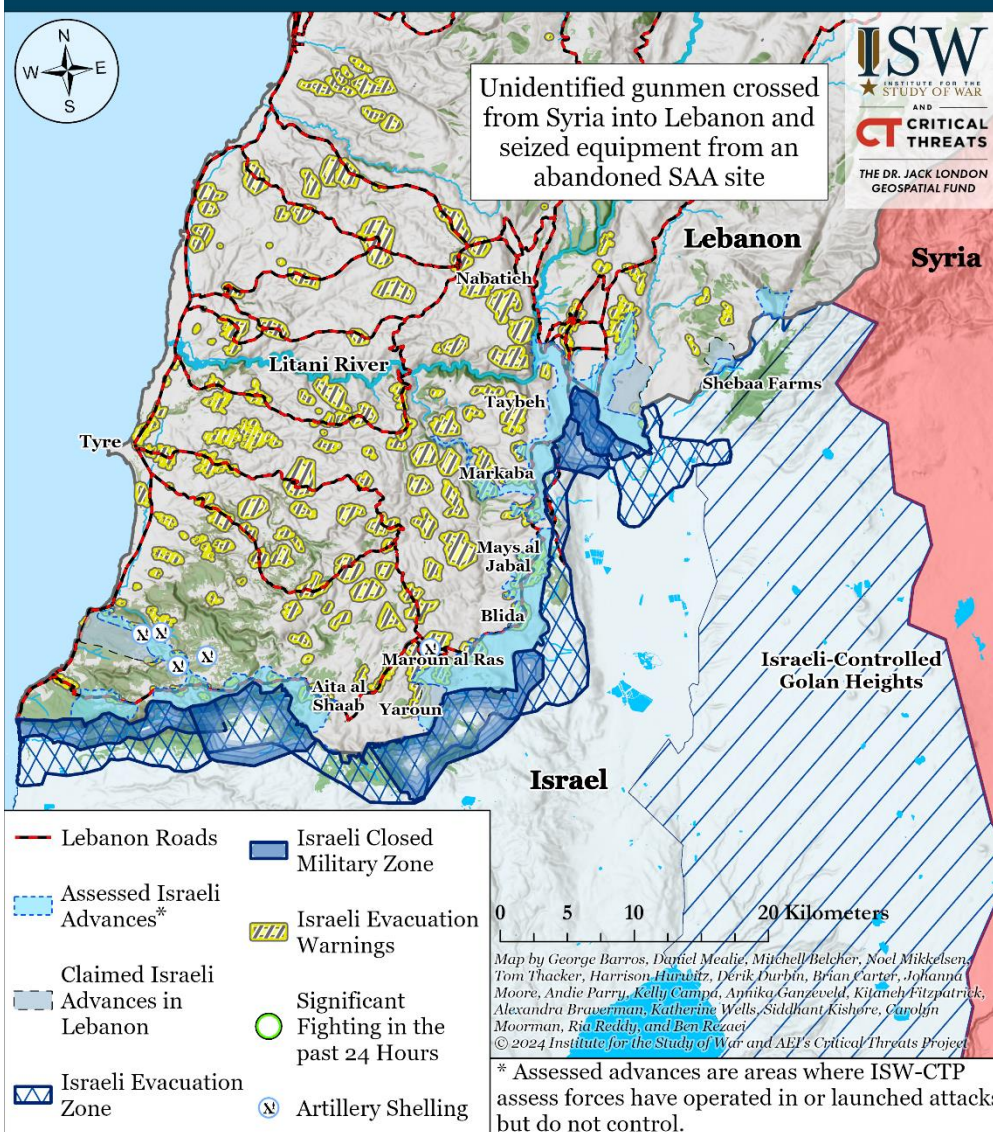 N
W
E
S
Unidentified gunmen crossed
from Syria into Lebanon and
seized equipment from an
abandoned SAA site
ISW
INSTITUTE FOR THE
STUDY OF WAR
AND
CT CRITICAL
THREATS
THE DR. JACK LONDON
GEOSPATIAL FUND
Lebanon
Syria
Nabatieh
Litani River
Shebaa Farms
Taybeh
Tyre
Markaba
Mays al
Jabal
Blida
Maroun al Ras
Aita al
Shaab
Yaroun
Israeli-Controlled
Golan Heights
Israel
Lebanon Roads
Assessed Israeli
Advances*
Claimed Israeli
Advances in
Lebanon
Israeli Evacuation
Zone
Israeli Closed
Military Zone
Israeli Evacuation
Warnings
Significant
Fighting in the
past 24 Hours
Artillery Shelling
0 5 10 20 Kilometers
Map by George Barros, Daniel Mealie, Mitchell Belcher, Noel Mikkelsen,
Tom Thacker, Harrison Hurwitz, Derik Durbin, Brian Carter, Johanna
Moore, Andie Parry, Kelly Campa, Annika Ganzeveld, Kitaneh Fitzpatrick,
Alexandra Braverman, Katherine Wells, Siddhant Kishore, Carolyn
Moorman, Ria Reddy, and Ben Rezaei
© 2024 Institute for the Study of War and AEI's Critical Threats Project
* Assessed advances are areas where ISW-CTP
assess forces have operated in or launched attacks
but do not control.